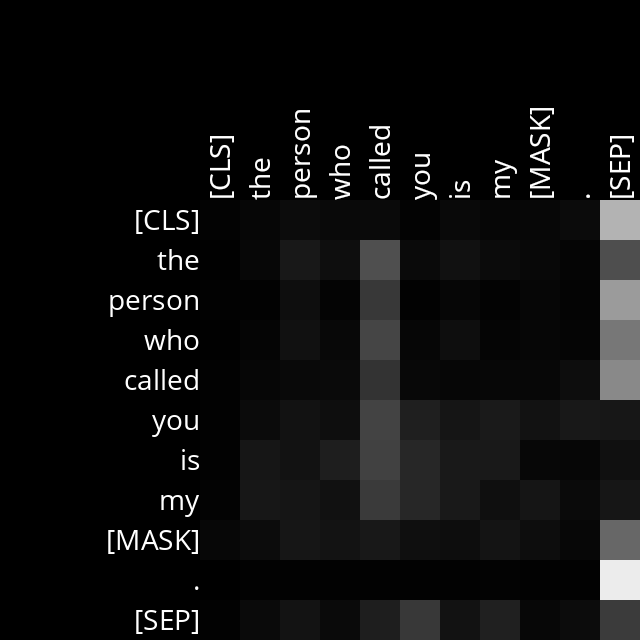 [CLS] the person who called you is my [MASK] . [SEP]
[CLS]
the
person
who
called
you
is
my
[MASK]
.
[SEP]